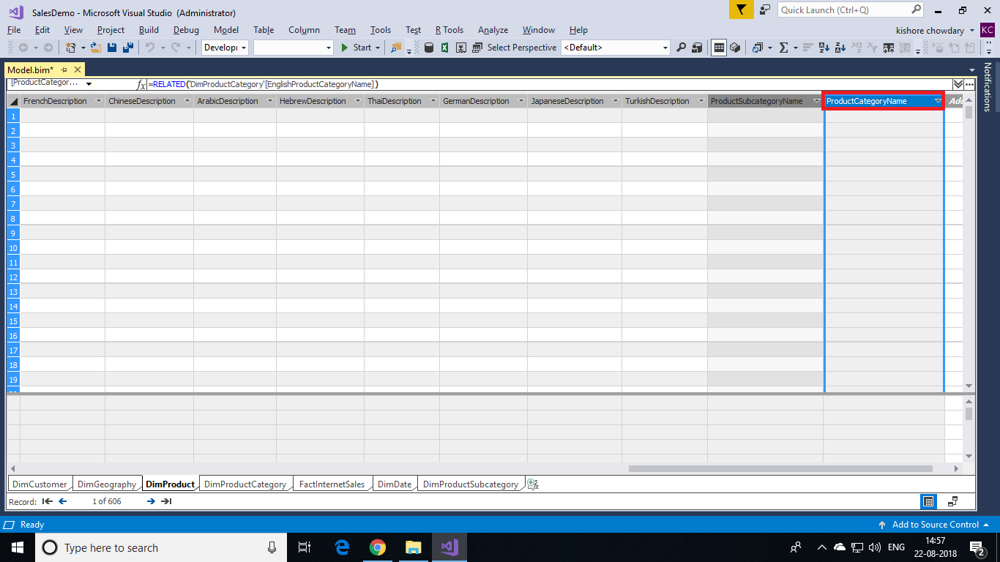 SalesDemo - Microsoft Visual Studio (Administrator)
Quick Launch (Ctrl+Q)
File Edit View Project Build Debug Model Table Column Team Tools Test R Tools Analyze Window Help
kishore chowdary KC
Developı Start Select Perspective <Default>
Model.bim*
Notifications
[ProductCategor... fx =RELATED('DimProductCategory'[EnglishProductCategoryName])
FrenchDescription ChineseDescription ArabicDescription HebrewDescription ThaiDescription GermanDescription JapaneseDescription TurkishDescription ProductSubcategoryName ProductCategoryName Add
1
2
3
4
5
6
7
8
9
10
11
12
13
14
15
16
17
18
19
DimCustomer DimGeography DimProduct DimProductCategory FactInternetSales DimDate DimProductSubcategory
Record: 1 of 606
Ready
Add to Source Control
Type here to search
ENG
14:57
22-08-2018
2